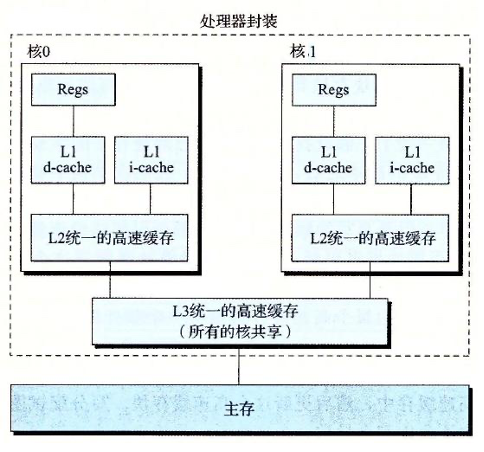 处理器封装
核0
核1
Regs
Regs
L1
d-cache
L1
i-cache
L1
d-cache
L1
i-cache
L2统一的高速缓存
L2统一的高速缓存
L3统一的高速缓存
（所有的核共享）
主存